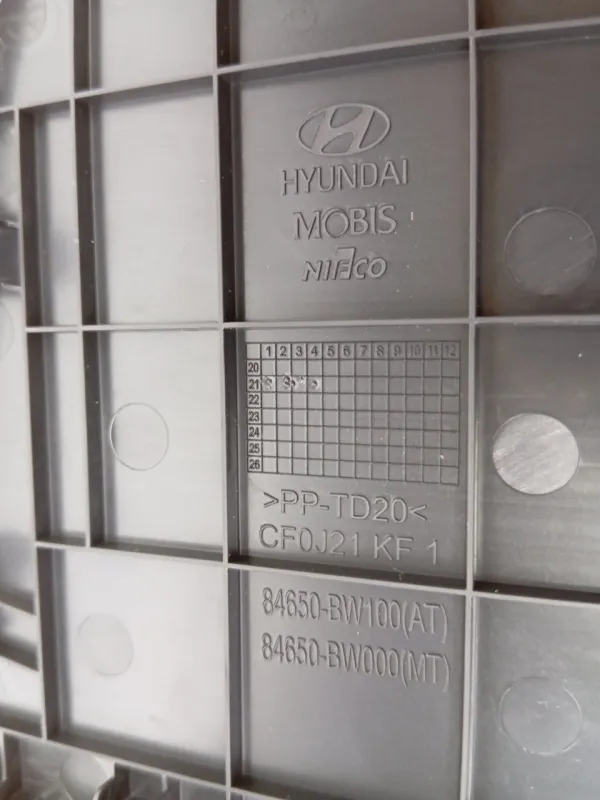 HYUNDAI
MOBIS
NIFCO
1 2 3 4 5 6 7 8 9 10 11 12
20
21
22
23
24
25
26
>PP-TD20<
CF0J21 KF 1
84650-BW100(AT)
84650-BW000(MT)